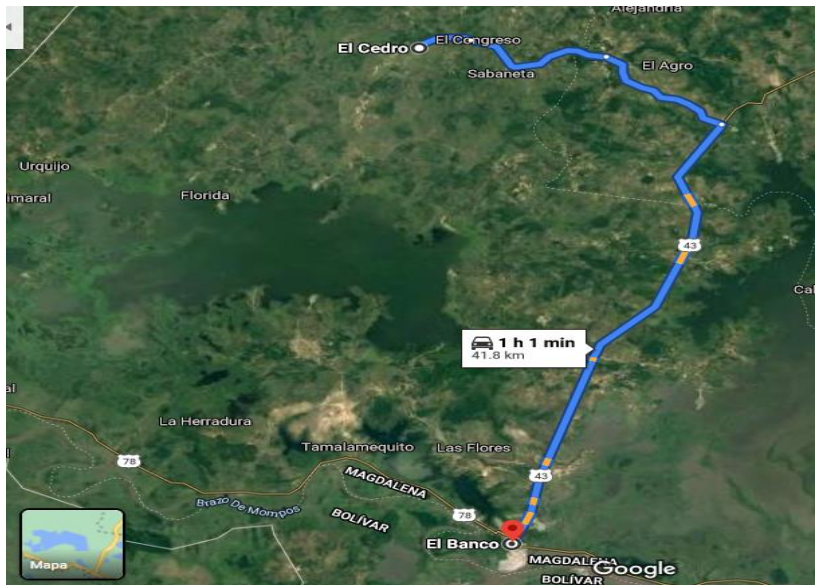 Alejandría
El Cedro
El Congreso
Sabaneta
El Agro
Urquijo
imaral
Florida
43
Cal
1 h 1 min
41.8 km
al
La Herradura
Tamalamequito
Las Flores
78
MAGDALENA
43
Brazo De Mompos
BOLÍVAR
78
El Banco
Mapa
MAGDALENA
Google
BOLÍVAR